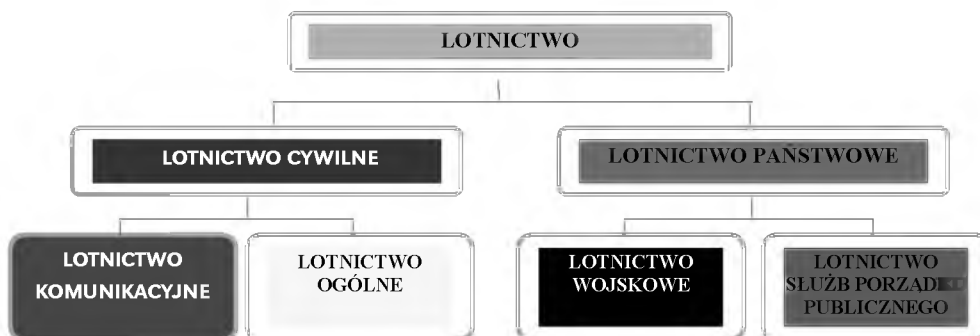 LOTNICTWO
LOTNICTWO CYWILNE
LOTNICTWO PAŃSTWOWE
LOTNICTWO
KOMUNIKACYJNE
LOTNICTWO
OGÓLNE
LOTNICTWO
WOJSKOWE
LOTNICTWO
SŁUŻB
PUBLICZNEGO